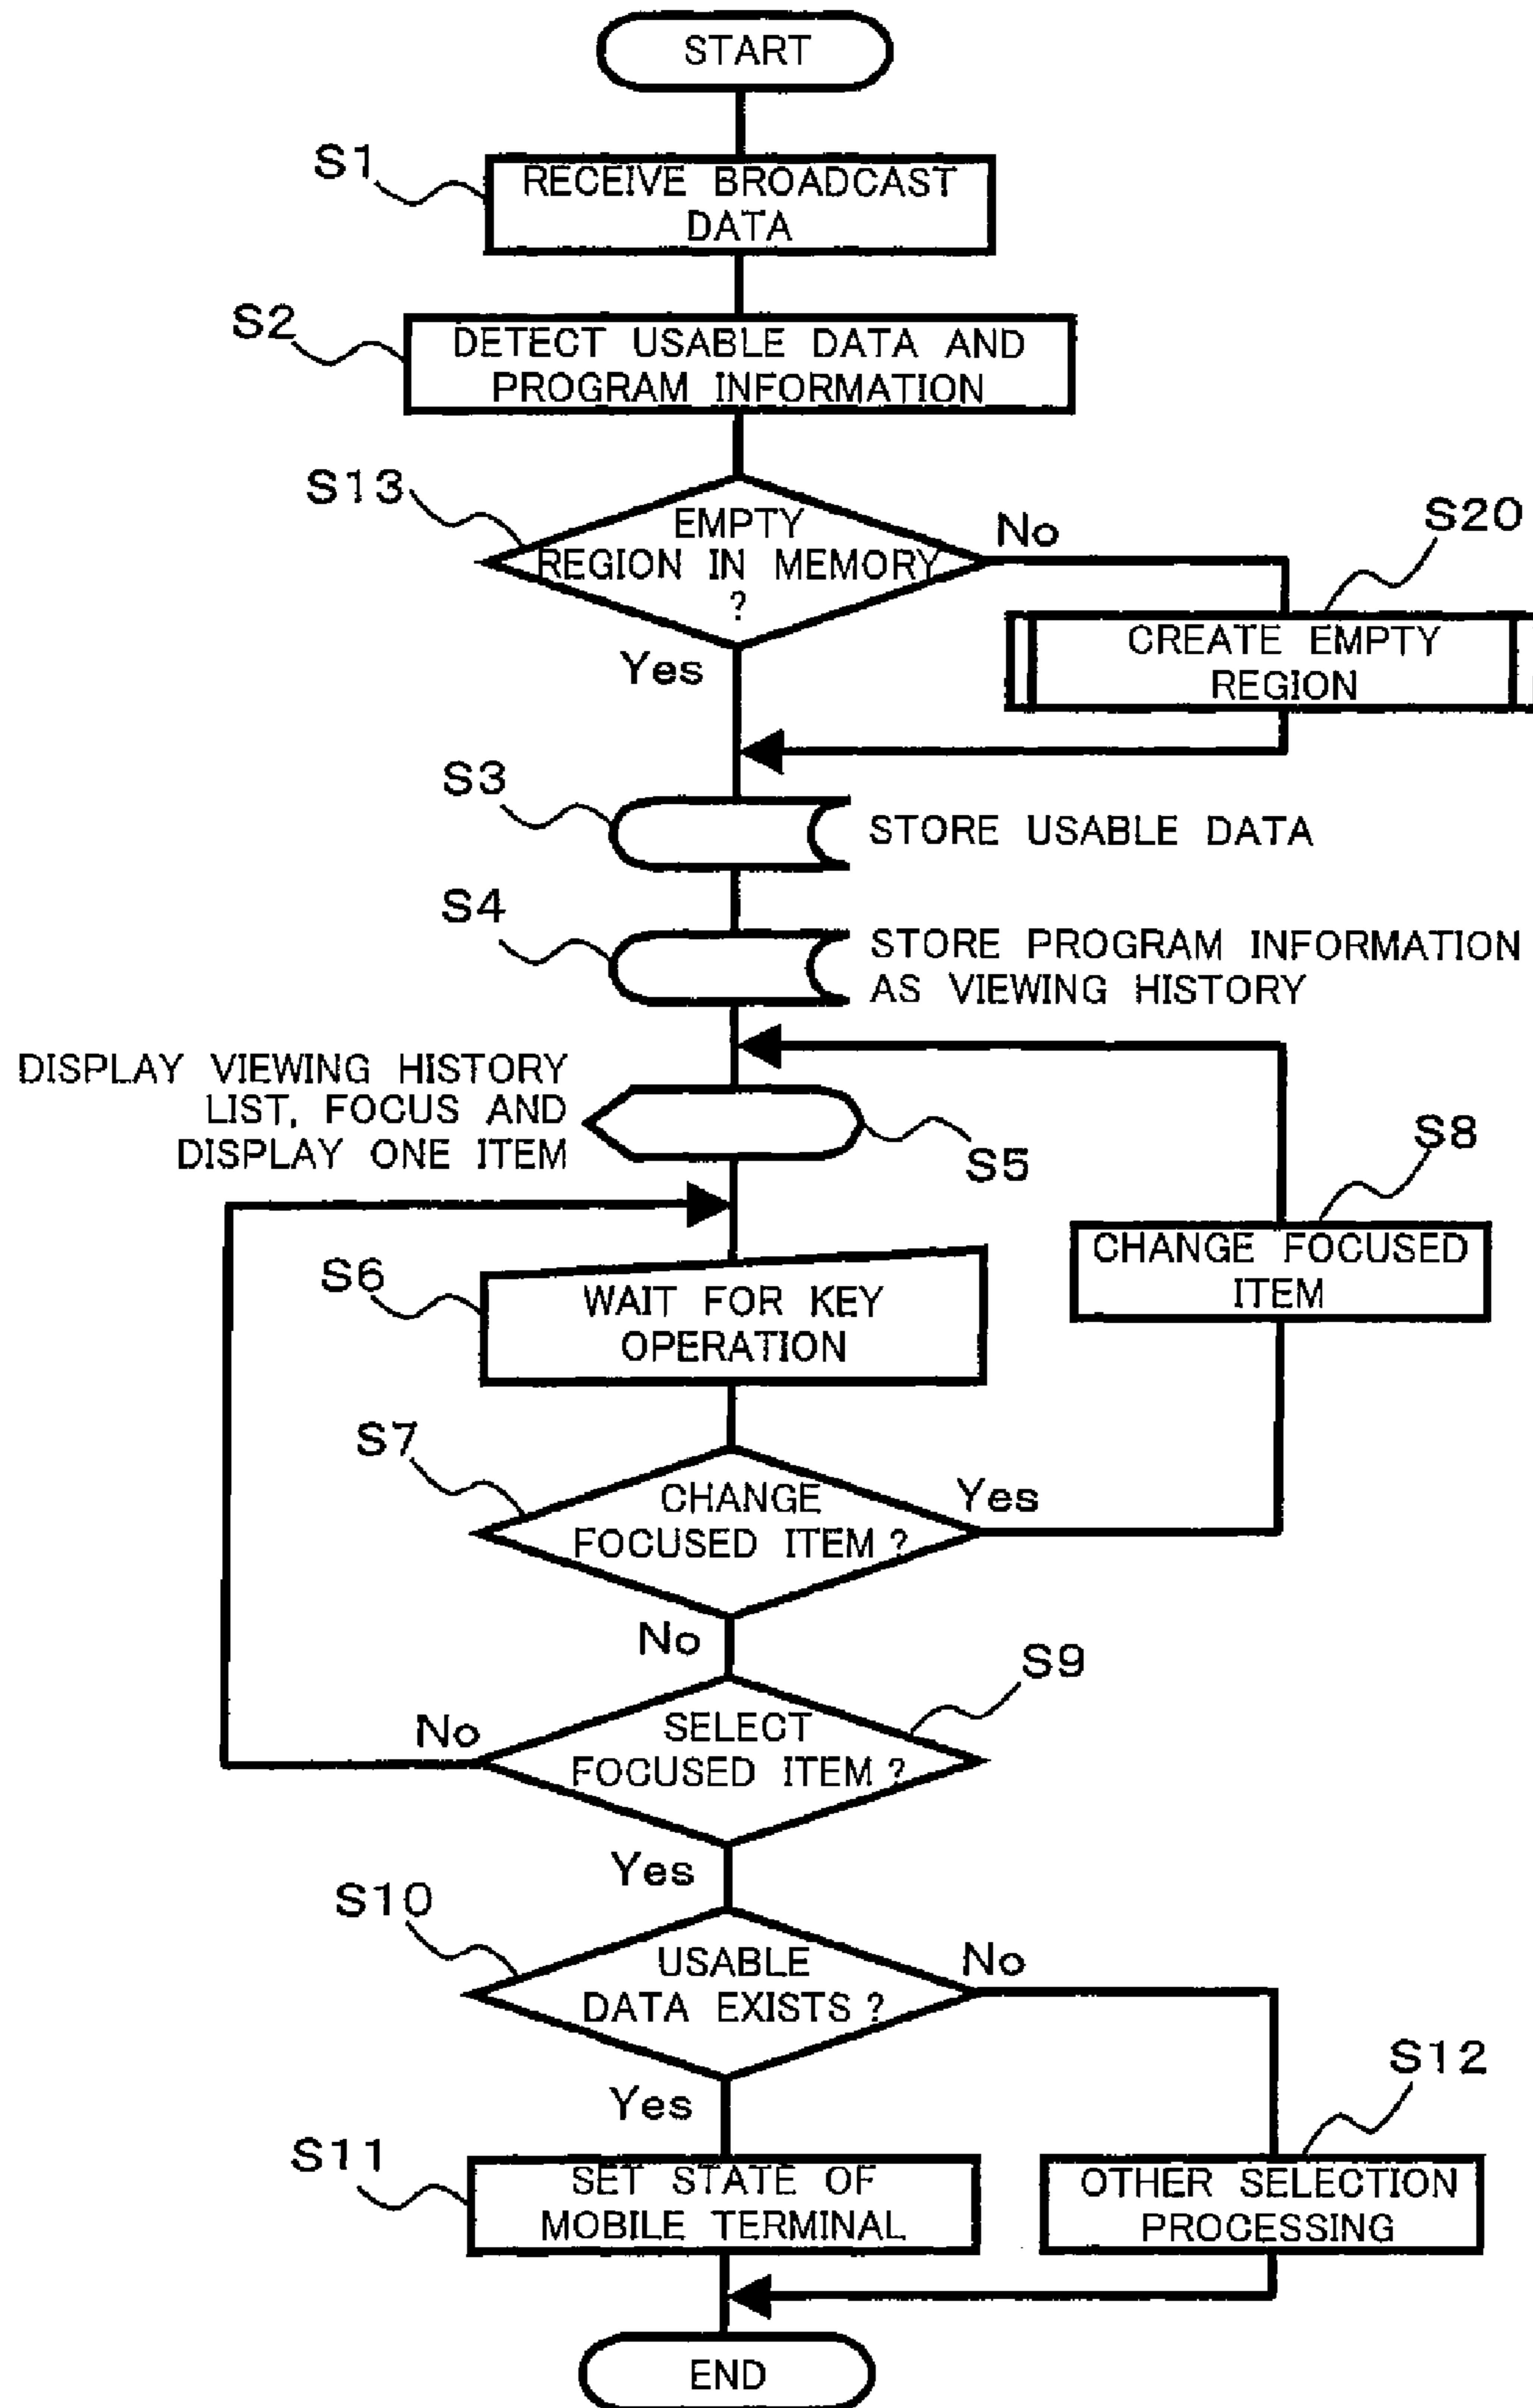 START
S1
RECEIVE BROADCAST
DATA
S2
DETECT USABLE DATA AND
PROGRAM INFORMATION
S13
EMPTY
REGION IN MEMORY
?
No
S20
CREATE EMPTY
REGION
Yes
S3
STORE USABLE DATA
S4
STORE PROGRAM INFORMATION
AS VIEWING HISTORY
DISPLAY VIEWING HISTORY
LIST, FOCUS AND
DISPLAY ONE ITEM
S5
S8
CHANGE FOCUSED
ITEM
S6
WAIT FOR KEY
OPERATION
S7
CHANGE
FOCUSED ITEM ?
Yes
No
S9
SELECT
FOCUSED ITEM ?
No
Yes
S10
USABLE
DATA EXISTS ?
No
Yes
S12
S11
SET STATE OF
MOBILE TERMINAL
OTHER SELECTION
PROCESSING
END